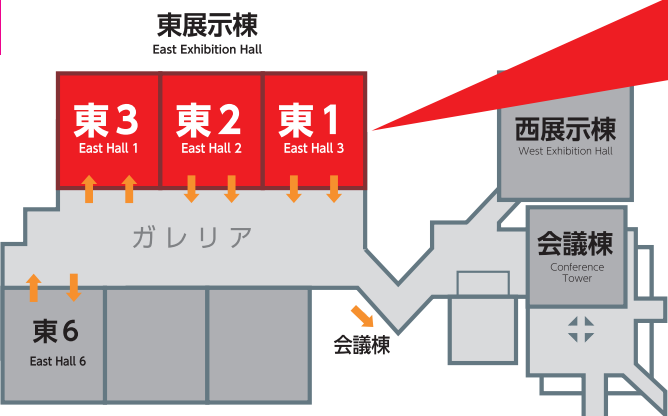 東展示棟
East Exhibition Hall
東3
East Hall 1
東2
East Hall 2
東1
East Hall 3
西展示棟
West Exhibition Hall
ガレリア
会議棟
Conference
Tower
東6
East Hall 6
会議棟